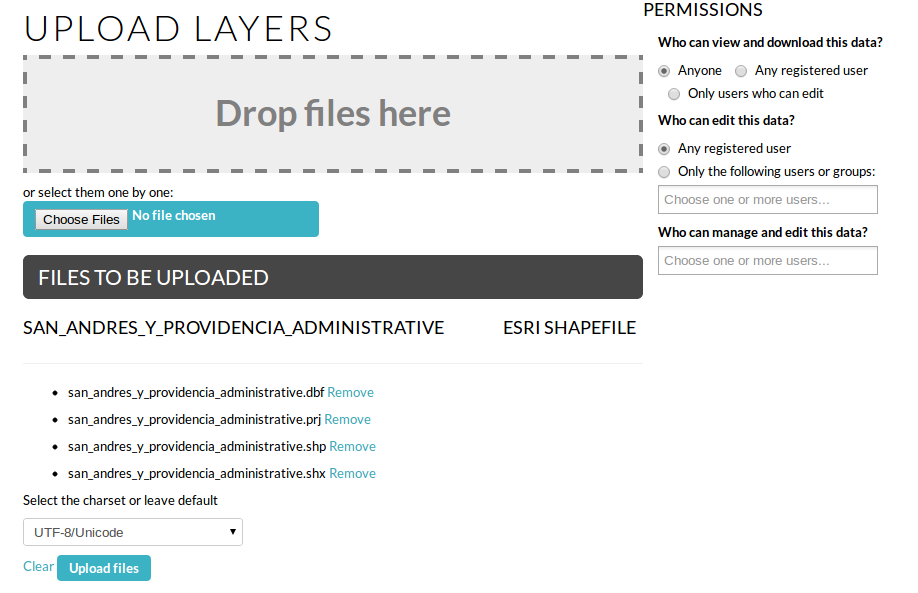 UPLOAD LAYERS
Drop files here
or select them one by one:
Choose Files No file chosen
FILES TO BE UPLOADED
SAN_ANDRES_Y_PROVIDENCIA_ADMINISTRATIVE ESRI SHAPEFILE
san_andres_y_providencia_administrative.dbf Remove
san_andres_y_providencia_administrative.prj Remove
san_andres_y_providencia_administrative.shp Remove
san_andres_y_providencia_administrative.shx Remove
Select the charset or leave default
UTF-8/Unicode
Clear Upload files
PERMISSIONS
Who can view and download this data?
Anyone Any registered user
Only users who can edit
Who can edit this data?
Any registered user
Only the following users or groups:
Choose one or more users...
Who can manage and edit this data?
Choose one or more users...